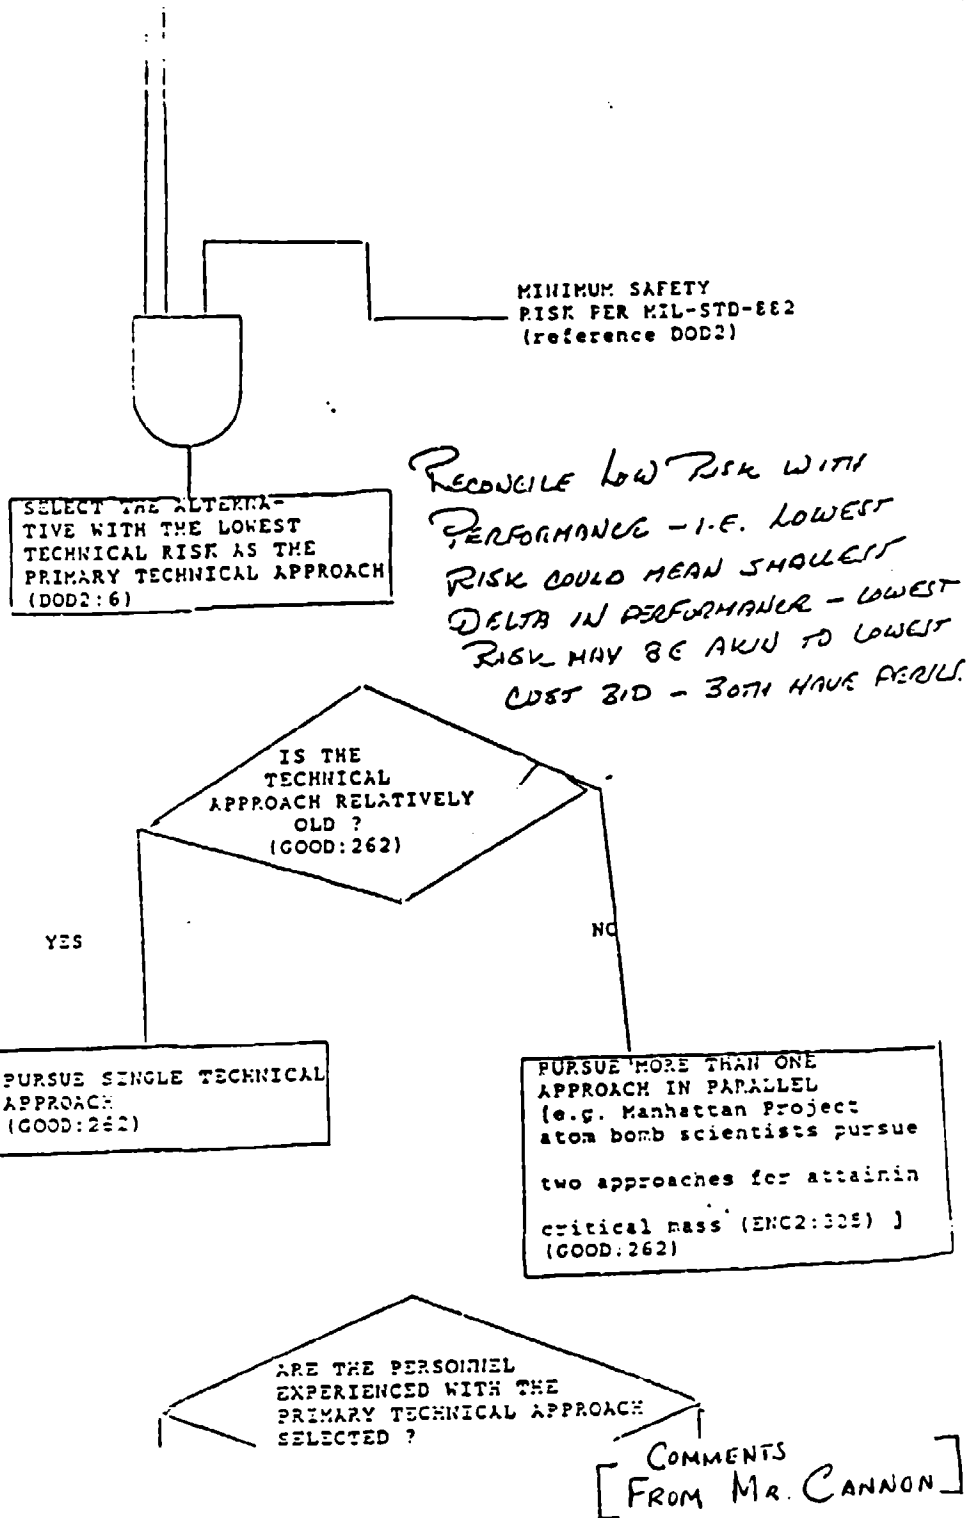 MINIMUM SAFETY
RISK PER MIL-STD-882
(reference DOD2)
SELECT THE ALTERNA-
TIVE WITH THE LOWEST
TECHNICAL RISK AS THE
PRIMARY TECHNICAL APPROACH
(DOD2:6)
RECONCILE LOW RISK WITH
PERFORMANCE - I.E. LOWEST
RISK COULD MEAN SMALLEST
DELTA IN PERFORMANCE - LOWEST
RISK MAY BE AKIN TO LOWEST
COST BID - BOTH HAVE PERILS.
IS THE
TECHNICAL
APPROACH RELATIVELY
OLD ?
(GOOD:262)
YES
NO
PURSUE SINGLE TECHNICAL
APPROACH
(GOOD:262)
PURSUE MORE THAN ONE
APPROACH IN PARALLEL
[e.g. Manhattan Project
atom bomb scientists pursue
two approaches for attainin
critical mass (ENC2:325) ]
(GOOD:262)
ARE THE PERSONNEL
EXPERIENCED WITH THE
PRIMARY TECHNICAL APPROACH
SELECTED ?
[COMMENTS
FROM MR. CANNON]